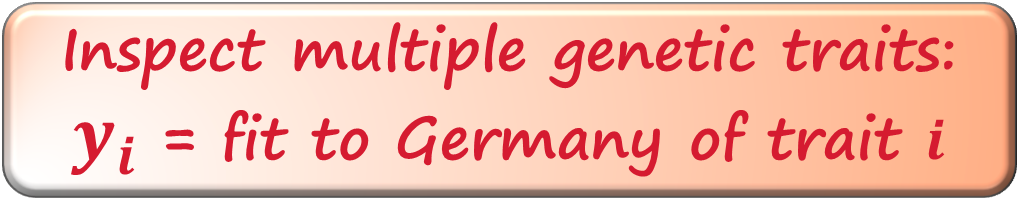 Inspect multiple genetic traits:
yᵢ = fit to Germany of trait i